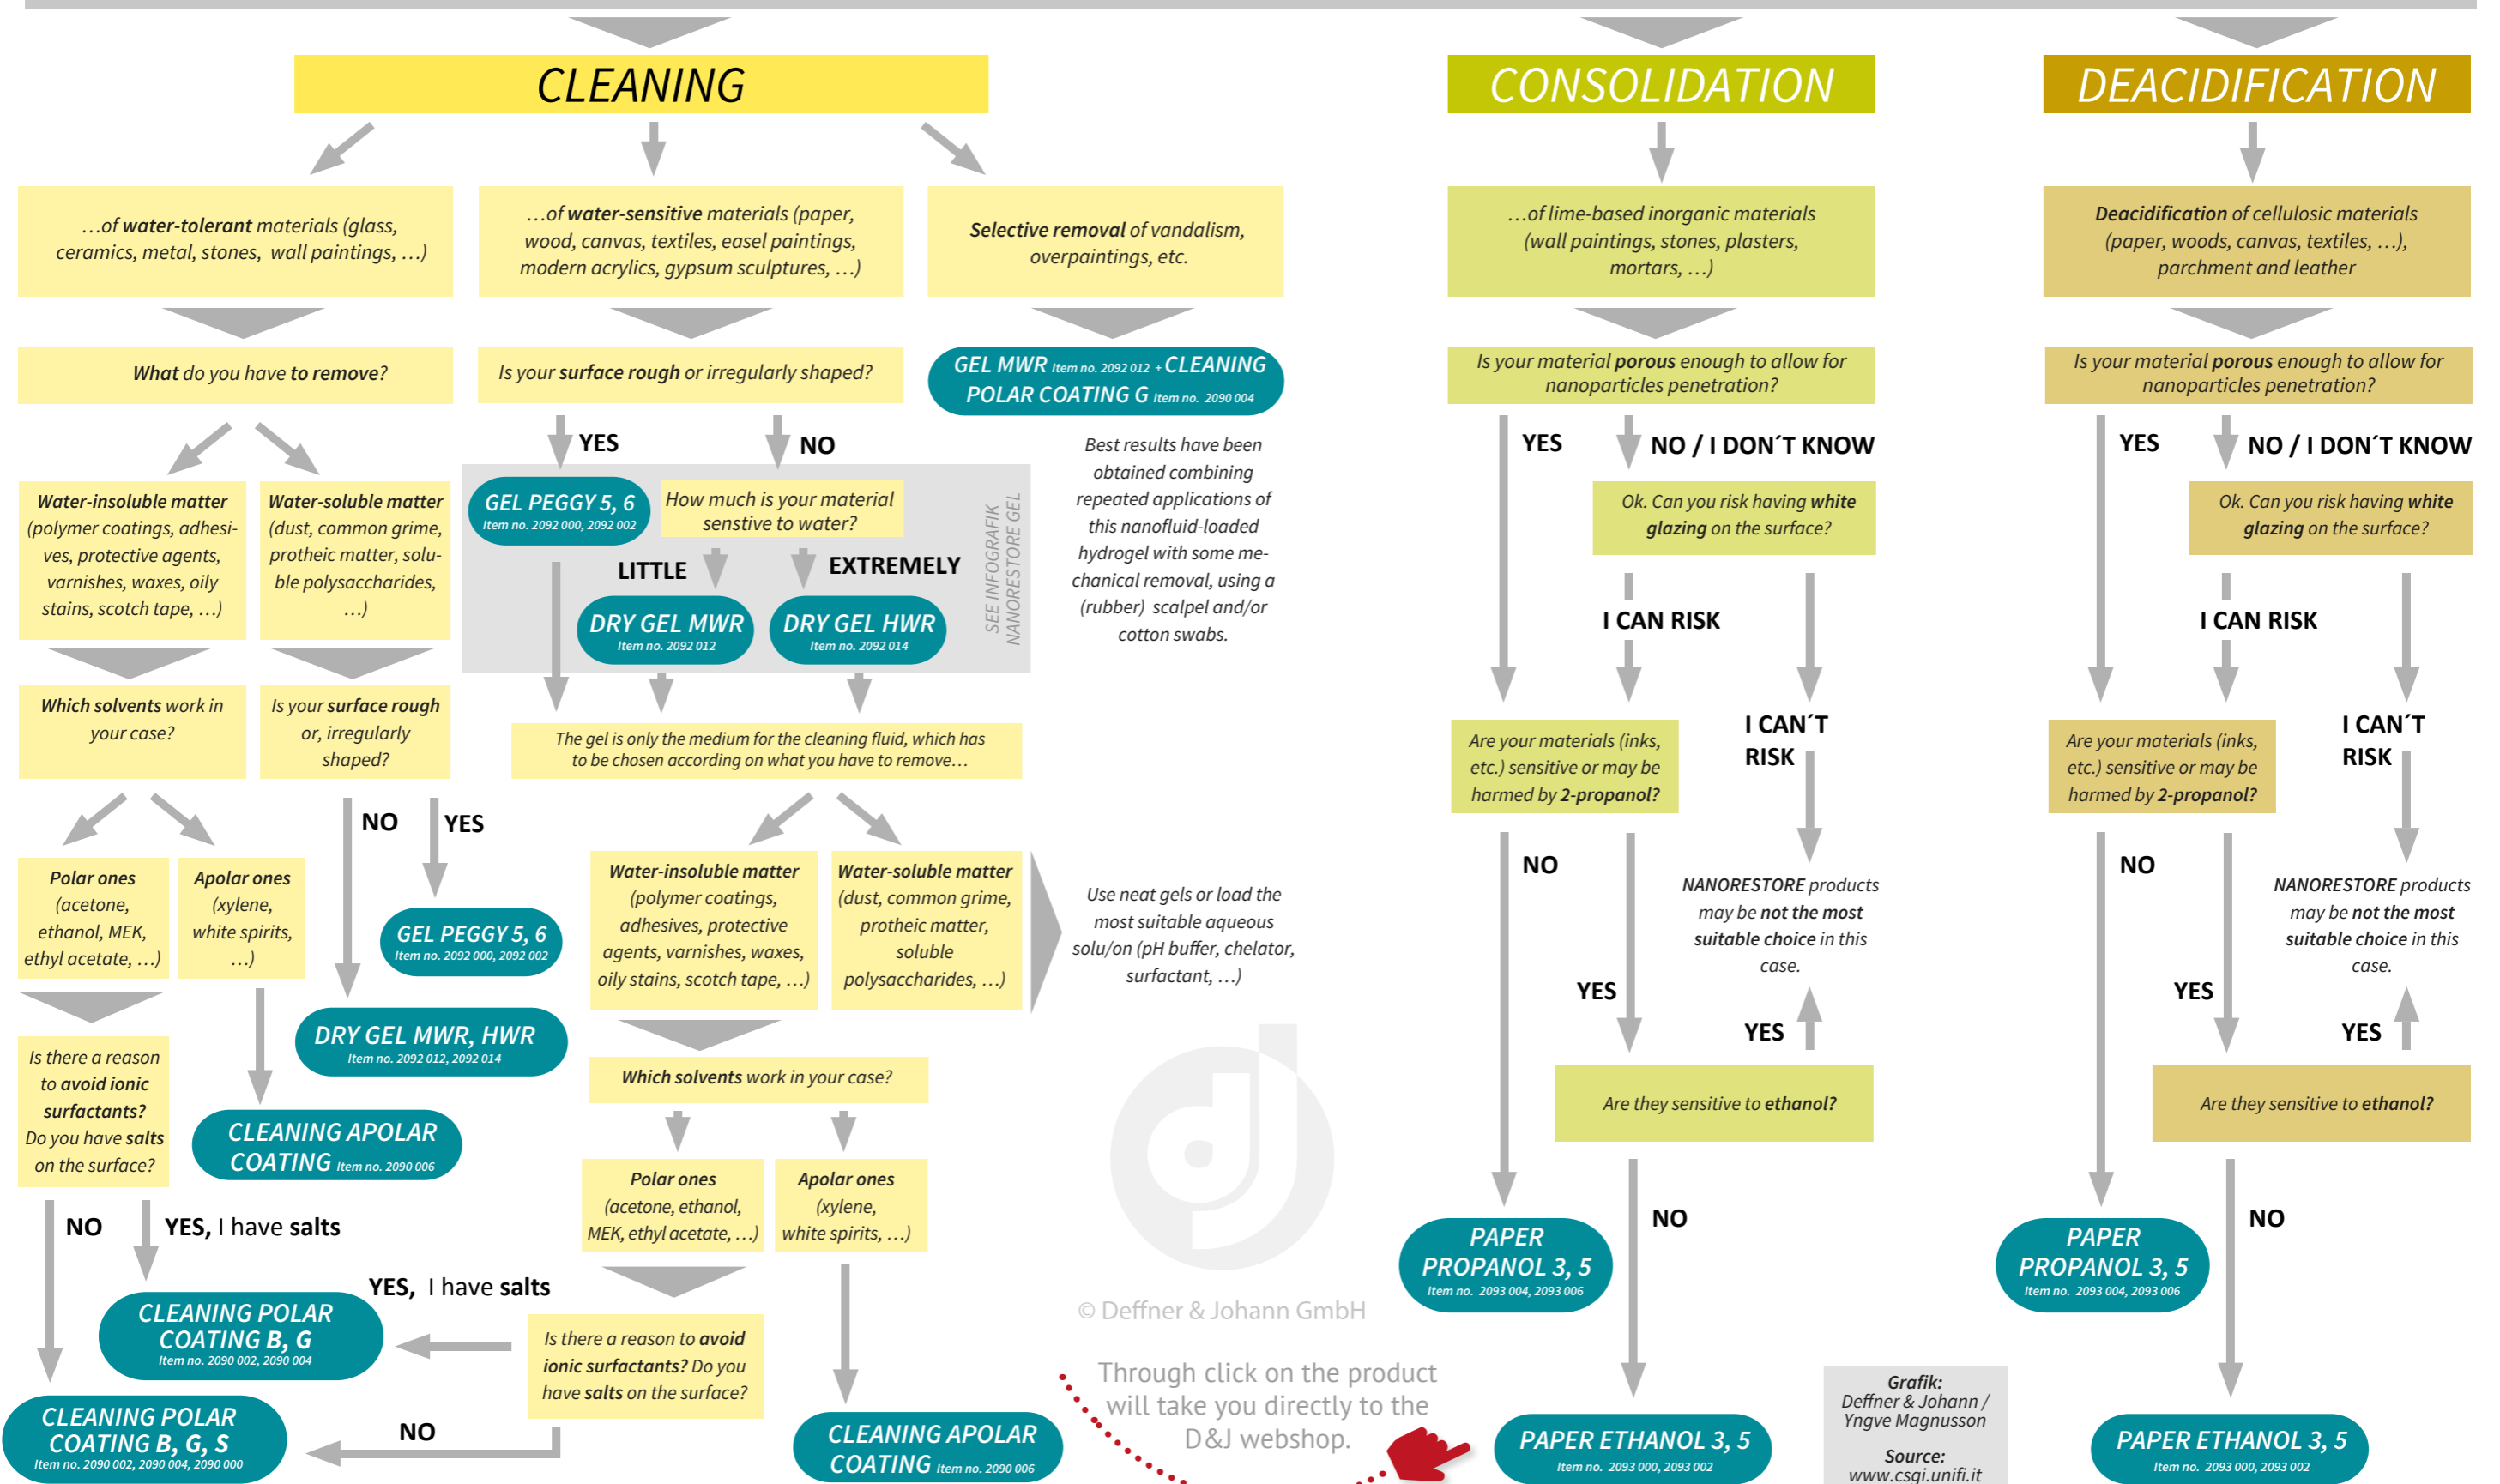 CLEANING
…of water-tolerant materials (glass,
ceramics, metal, stones, wall paintings, …)
What do you have to remove?
Water-insoluble matter
(polymer coatings, adhesi-
ves, protective agents,
varnishes, waxes, oily
stains, scotch tape, …)
Water-soluble matter
(dust, common grime,
protheic matter, solu-
ble polysaccharides,
…)
Which solvents work in
your case?
Is your surface rough
or, irregularly
shaped?
NO
YES
Polar ones
(acetone,
ethanol, MEK,
ethyl acetate, …)
Apolar ones
(xylene,
white spirits,
…)
GEL PEGGY 5, 6
Item no. 2092 000, 2092 002
DRY GEL MWR, HWR
Item no. 2092 012, 2092 014
Is there a reason
to avoid ionic
surfactants?
Do you have salts
on the surface?
CLEANING APOLAR
COATING Item no. 2090 006
NO
YES, I have salts
CLEANING POLAR
COATING B, G
Item no. 2090 002, 2090 004
CLEANING POLAR
COATING B, G, S
Item no. 2090 002, 2090 004, 2090 000
…of water-sensitive materials (paper,
wood, canvas, textiles, easel paintings,
modern acrylics, gypsum sculptures, …)
Is your surface rough or irregularly shaped?
YES
NO
GEL PEGGY 5, 6
Item no. 2092 000, 2092 002
How much is your material
senstive to water?
LITTLE
EXTREMELY
DRY GEL MWR
Item no. 2092 012
DRY GEL HWR
Item no. 2092 014
SEE INFOGRAFIK
NANORESTORE GEL
The gel is only the medium for the cleaning fluid, which has
to be chosen according on what you have to remove…
Water-insoluble matter
(polymer coatings,
adhesives, protective
agents, varnishes, waxes,
oily stains, scotch tape, …)
Water-soluble matter
(dust, common grime,
protheic matter,
soluble
polysaccharides, …)
Use neat gels or load the
most suitable aqueous
solu/on (pH buffer, chelator,
surfactant, …)
Which solvents work in your case?
Polar ones
(acetone, ethanol,
MEK, ethyl acetate, …)
Apolar ones
(xylene,
white spirits, …)
YES, I have salts
Is there a reason to avoid
ionic surfactants? Do you
have salts on the surface?
NO
CLEANING APOLAR
COATING Item no. 2090 006
Selective removal of vandalism,
overpaintings, etc.
GEL MWR Item no. 2092 012 + CLEANING
POLAR COATING G Item no. 2090 004
Best results have been
obtained combining
repeated applications of
this nanofluid-loaded
hydrogel with some me-
chanical removal, using a
(rubber) scalpel and/or
cotton swabs.
© Deffner & Johann GmbH
Through click on the product
will take you directly to the
D&J webshop.
CONSOLIDATION
…of lime-based inorganic materials
(wall paintings, stones, plasters,
mortars, …)
Is your material porous enough to allow for
nanoparticles penetration?
YES
NO / I DON´T KNOW
Ok. Can you risk having white
glazing on the surface?
I CAN RISK
I CAN´T
RISK
Are your materials (inks,
etc.) sensitive or may be
harmed by 2-propanol?
NO
NANORESTORE products
may be not the most
suitable choice in this
case.
YES
YES
Are they sensitive to ethanol?
NO
PAPER
PROPANOL 3, 5
Item no. 2093 004, 2093 006
PAPER ETHANOL 3, 5
Item no. 2093 000, 2093 002
Grafik:
Deffner & Johann /
Yngve Magnusson
Source:
www.csgi.unifi.it
DEACIDIFICATION
Deacidification of cellulosic materials
(paper, woods, canvas, textiles, …),
parchment and leather
Is your material porous enough to allow for
nanoparticles penetration?
YES
NO / I DON´T KNOW
Ok. Can you risk having white
glazing on the surface?
I CAN RISK
I CAN´T
RISK
Are your materials (inks,
etc.) sensitive or may be
harmed by 2-propanol?
NO
NANORESTORE products
may be not the most
suitable choice in this
case.
YES
YES
Are they sensitive to ethanol?
NO
PAPER
PROPANOL 3, 5
Item no. 2093 004, 2093 006
PAPER ETHANOL 3, 5
Item no. 2093 000, 2093 002